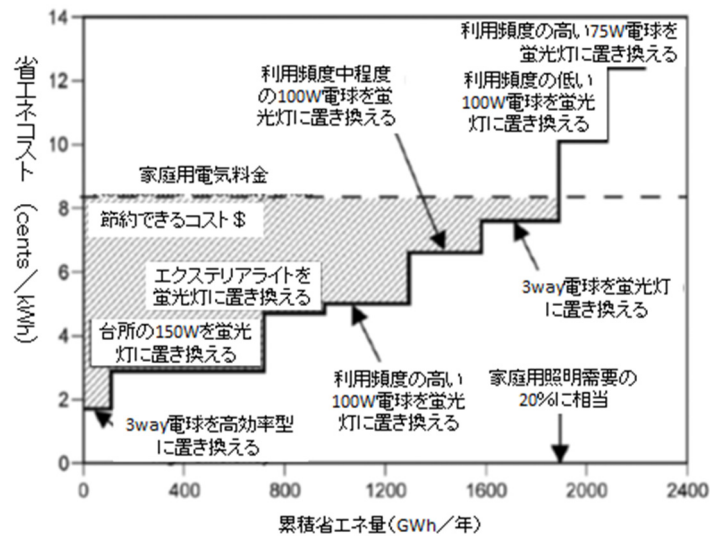 14
12
10
8
6
4
2
0
省エネコスト (cents/kWh)
利用頻度の高い75W電球を
蛍光灯に置き換える
利用頻度中程度
の100W電球を蛍
光灯に置き換える
利用頻度の低い
100W電球を蛍光
灯に置き換える
家庭用電気料金
節約できるコスト$
エクステリアライトを
蛍光灯に置き換える
3way電球を蛍光灯
に置き換える
台所の150Wを蛍光
灯に置き換える
利用頻度の高い
100W電球を蛍光
灯に置き換える
家庭用照明需要の
20%に相当
3way電球を高効率型
に置き換える
0 400 800 1200 1600 2000 2400
累積省エネ量(GWh/年)